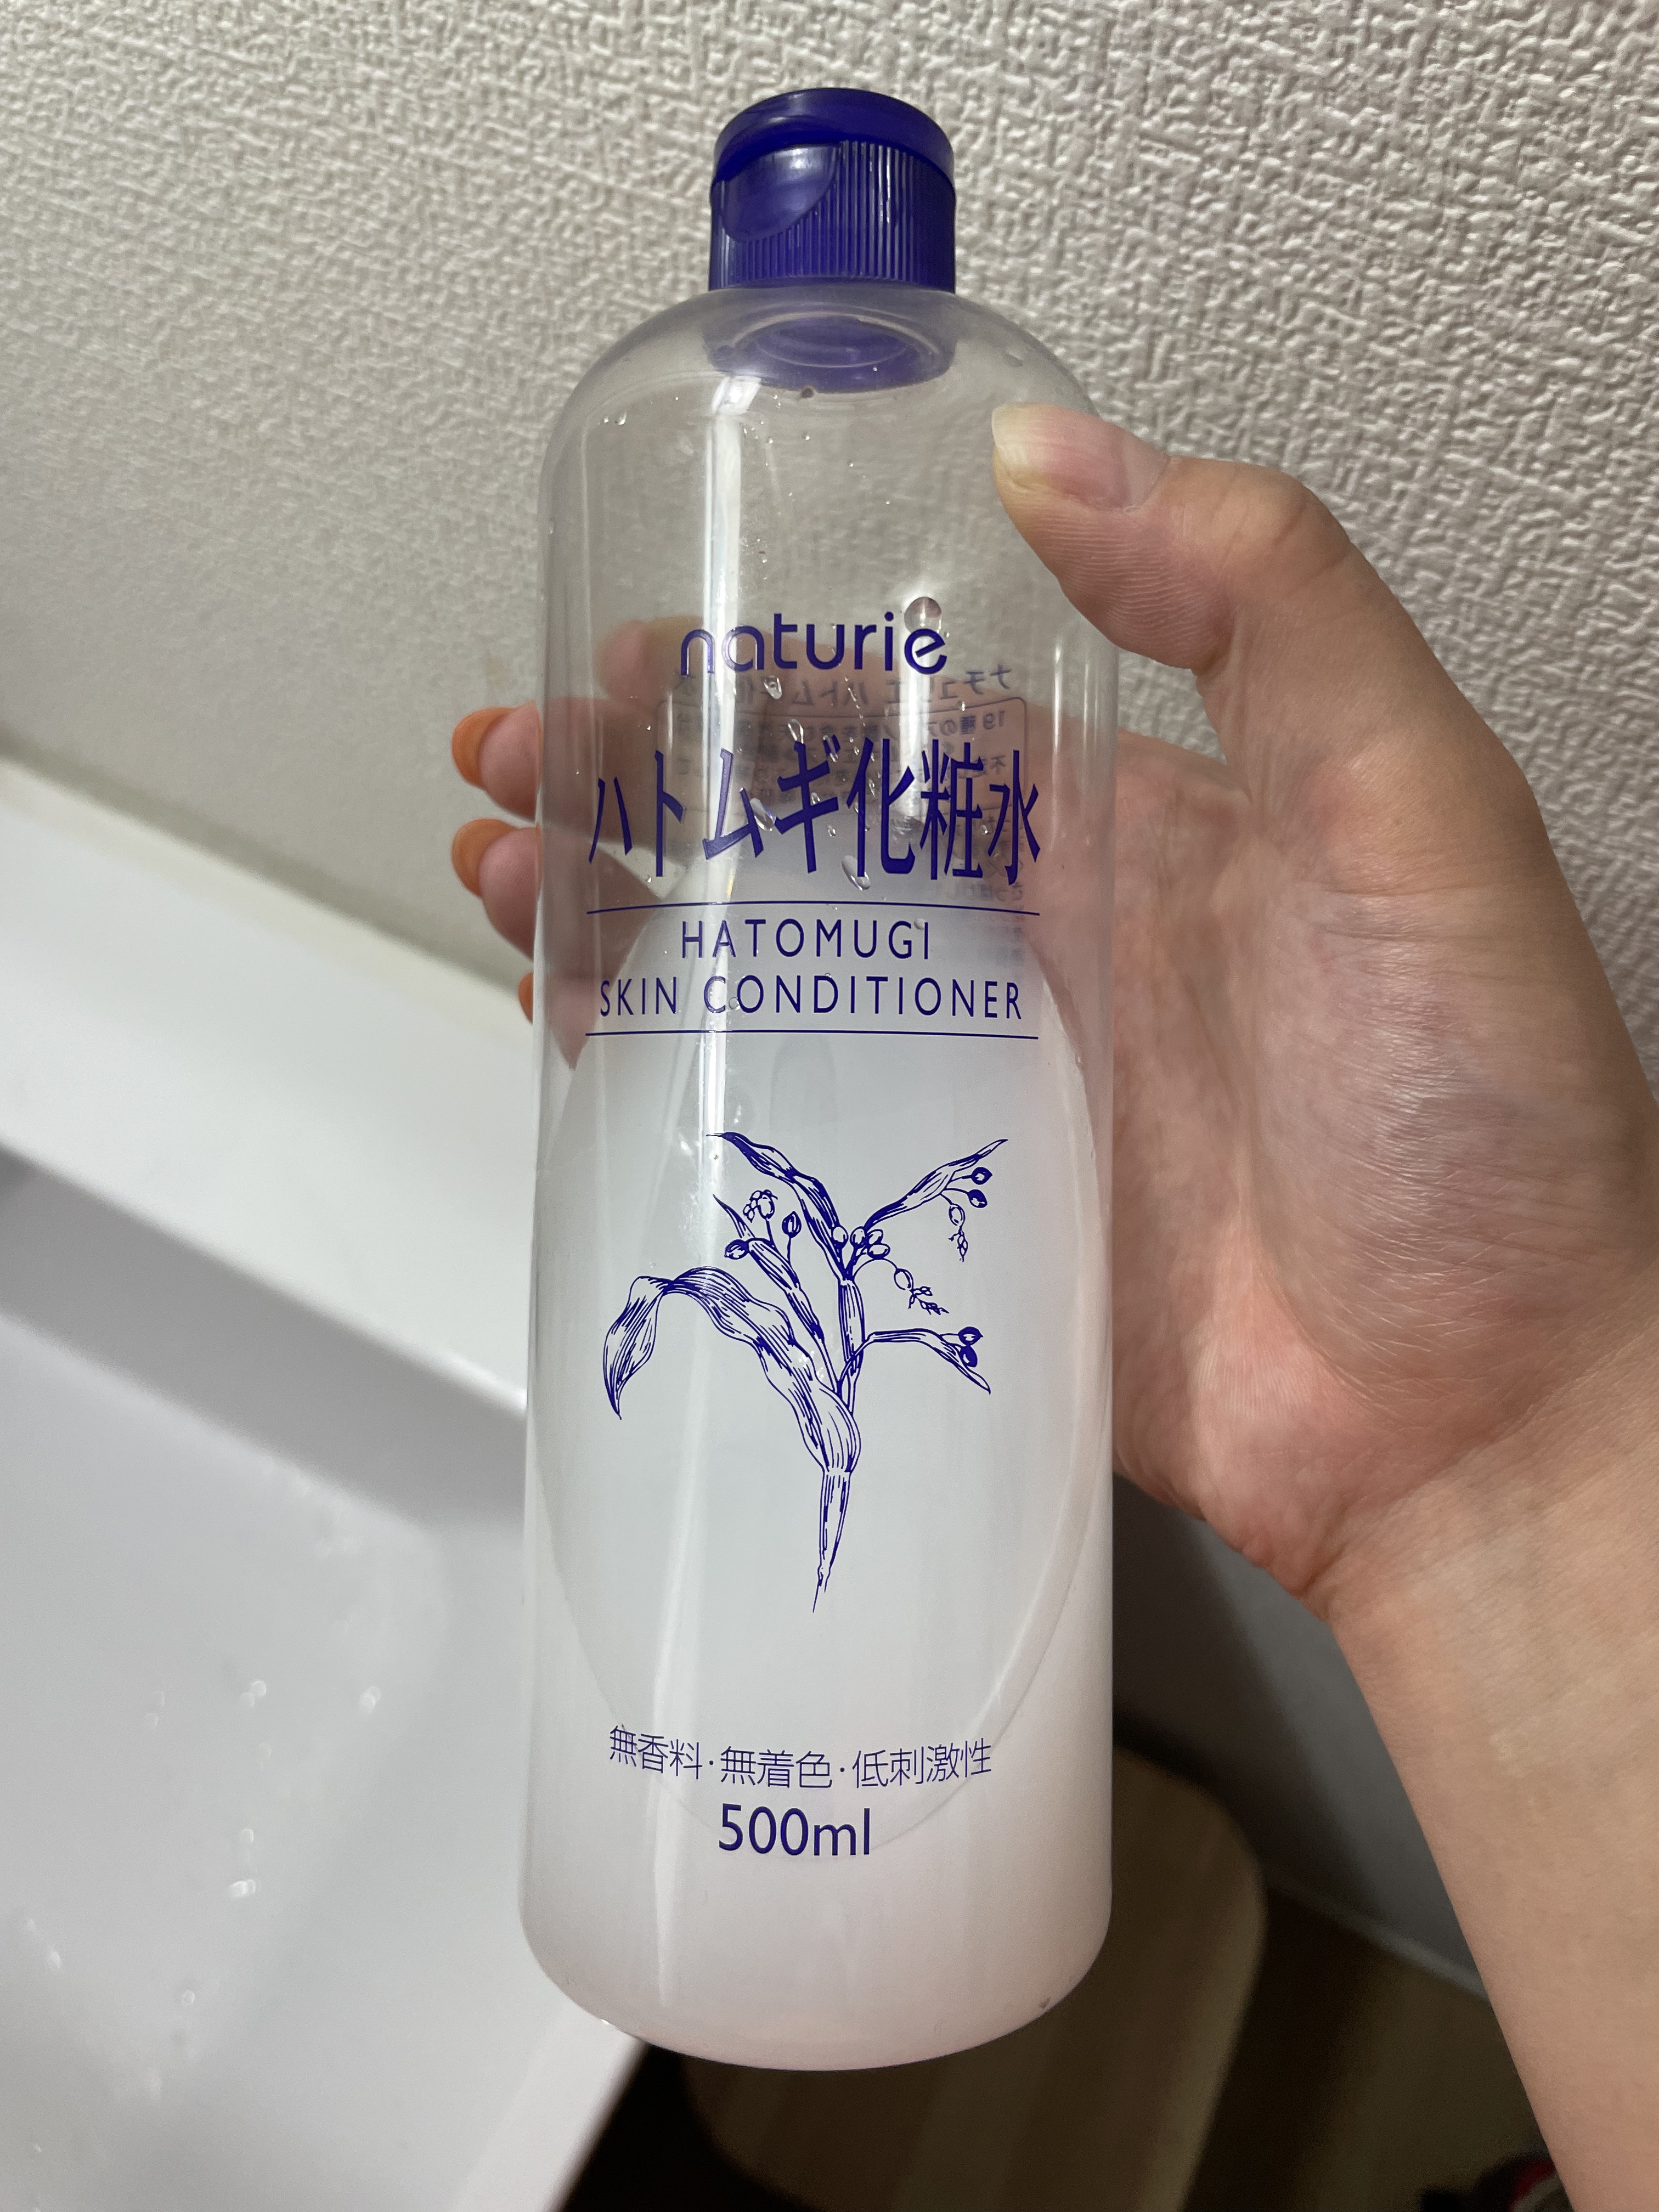 naturie
ハトムギ化粧水
HATOMUGI
SKIN CONDITIONER
無香料·無着色·低刺激性
500ml